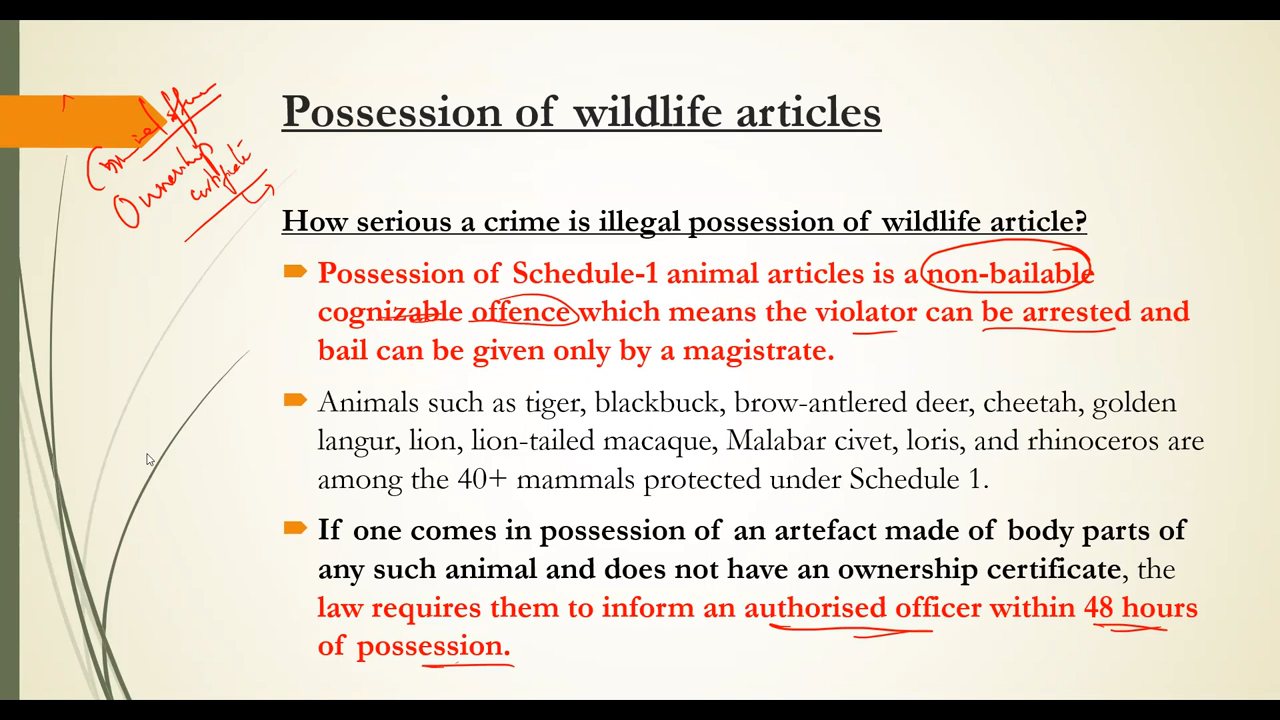 Possession of wildlife articles
Criminal offence
Ownership
certificate
How serious a crime is illegal possession of wildlife article?
Possession of Schedule-1 animal articles is a non-bailable
cognizable offence which means the violator can be arrested and
bail can be given only by a magistrate.
Animals such as tiger, blackbuck, brow-antlered deer, cheetah, golden
langur, lion, lion-tailed macaque, Malabar civet, loris, and rhinoceros are
among the 40+ mammals protected under Schedule 1.
If one comes in possession of an artefact made of body parts of
any such animal and does not have an ownership certificate, the
law requires them to inform an authorised officer within 48 hours
of possession.